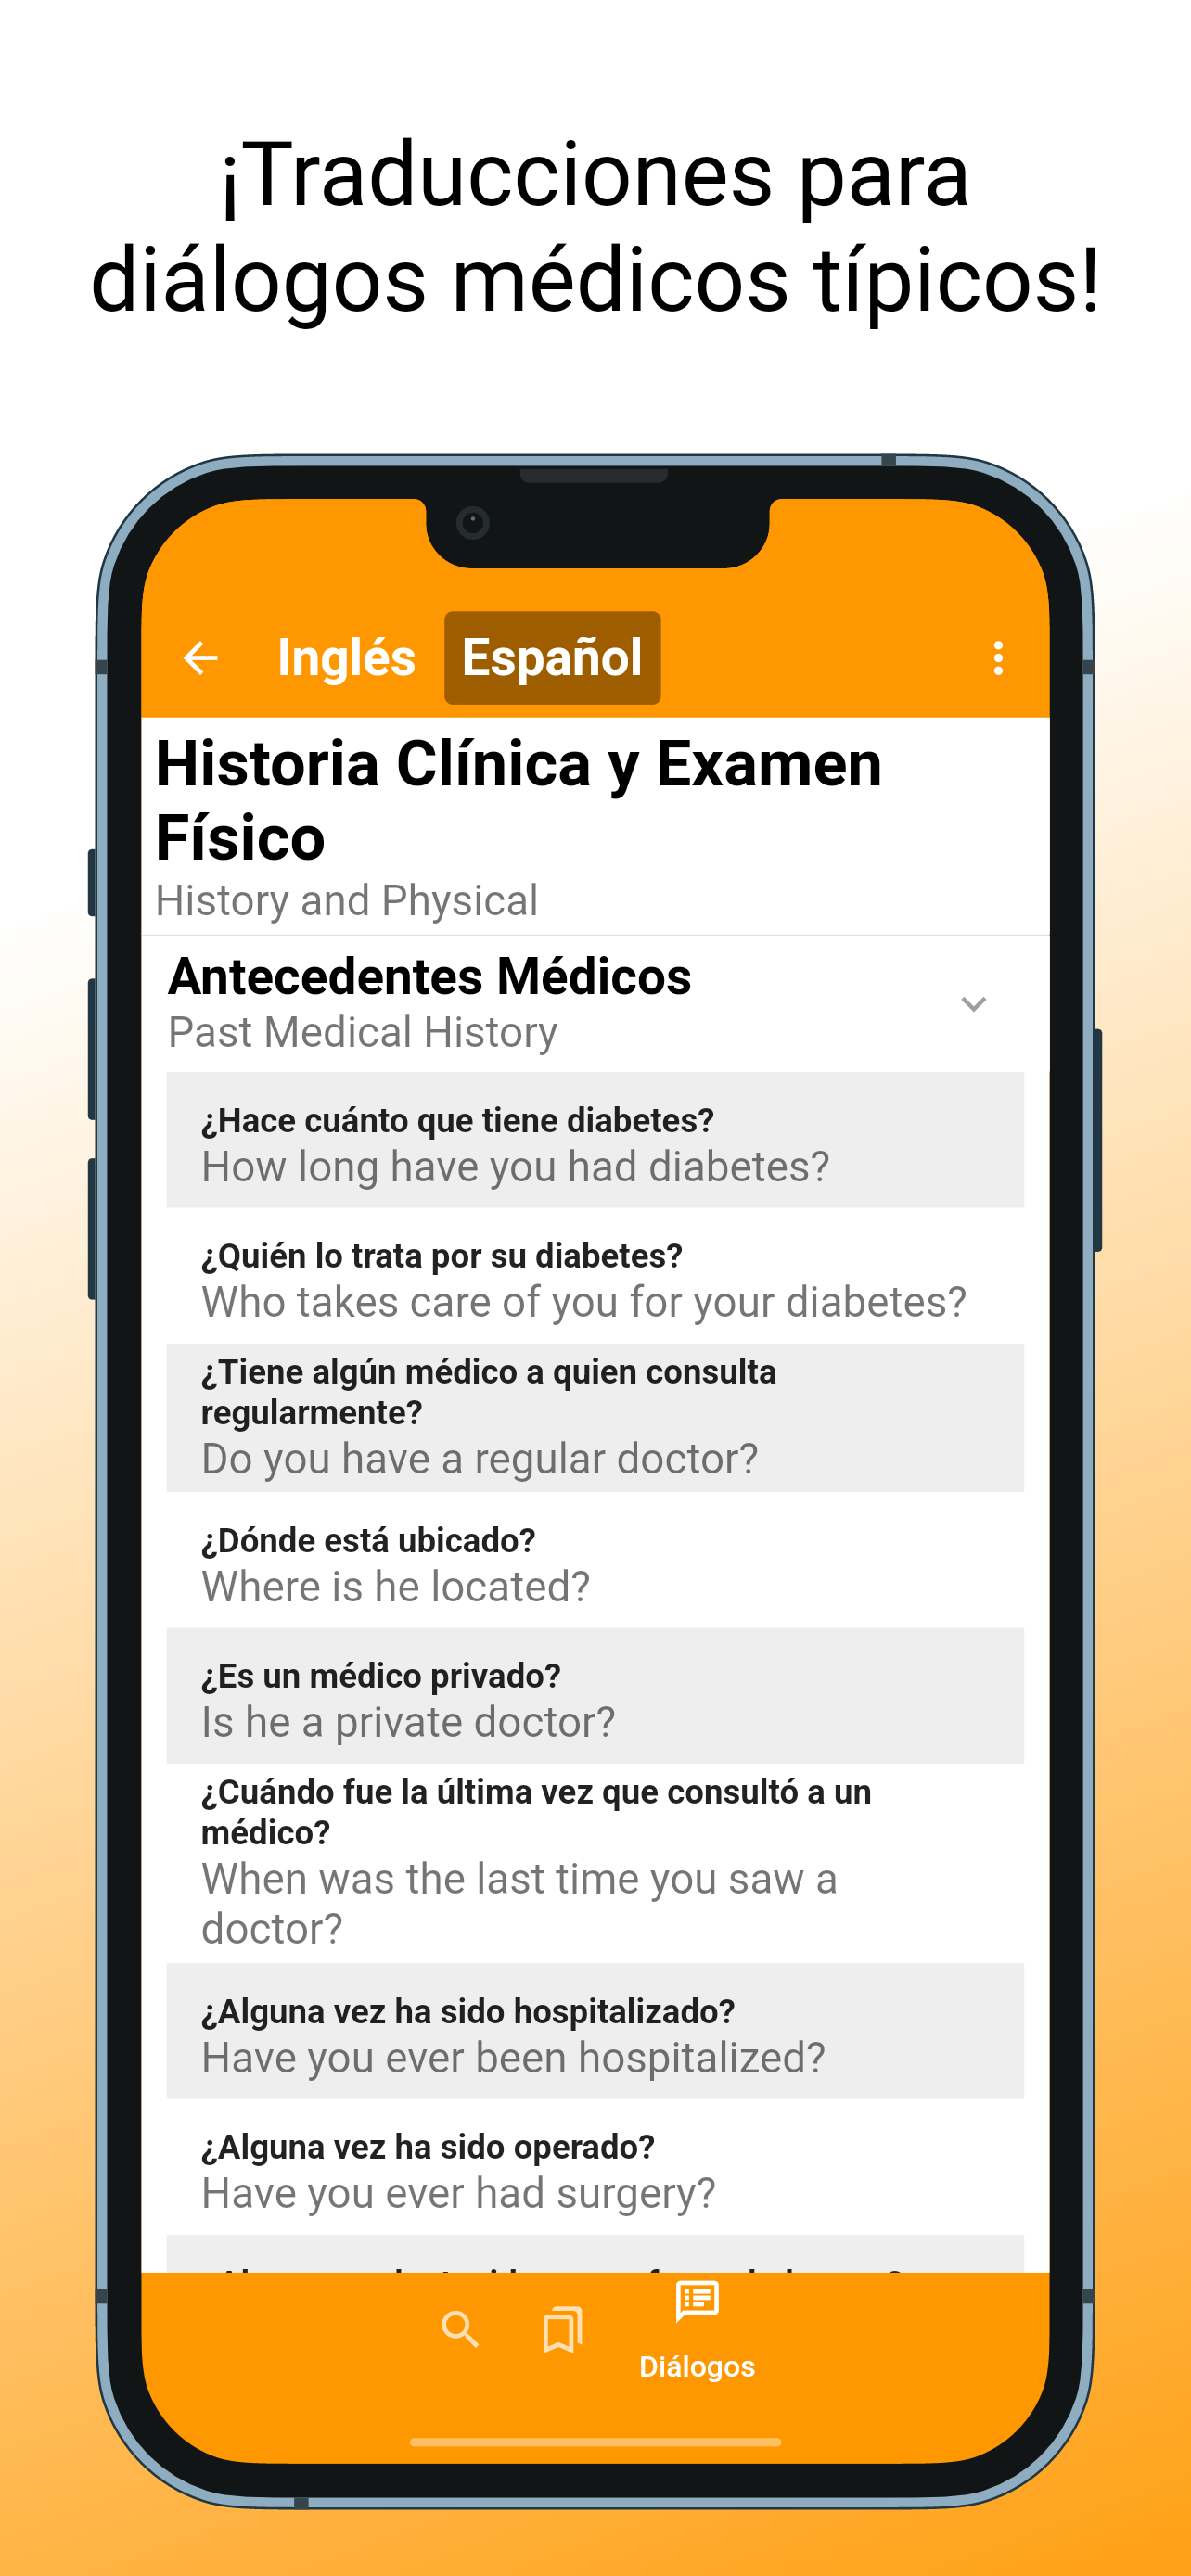 ¡Traducciones para
diálogos médicos típicos!
Inglés Español
Historia Clínica y Examen
Físico
History and Physical
Antecedentes Médicos
Past Medical History
¿Hace cuánto que tiene diabetes?
How long have you had diabetes?
¿Quién lo trata por su diabetes?
Who takes care of you for your diabetes?
¿Tiene algún médico a quien consulta
regularmente?
Do you have a regular doctor?
¿Dónde está ubicado?
Where is he located?
¿Es un médico privado?
Is he a private doctor?
¿Cuándo fue la última vez que consultó a un
médico?
When was the last time you saw a
doctor?
¿Alguna vez ha sido hospitalizado?
Have you ever been hospitalized?
¿Alguna vez ha sido operado?
Have you ever had surgery?
Diálogos